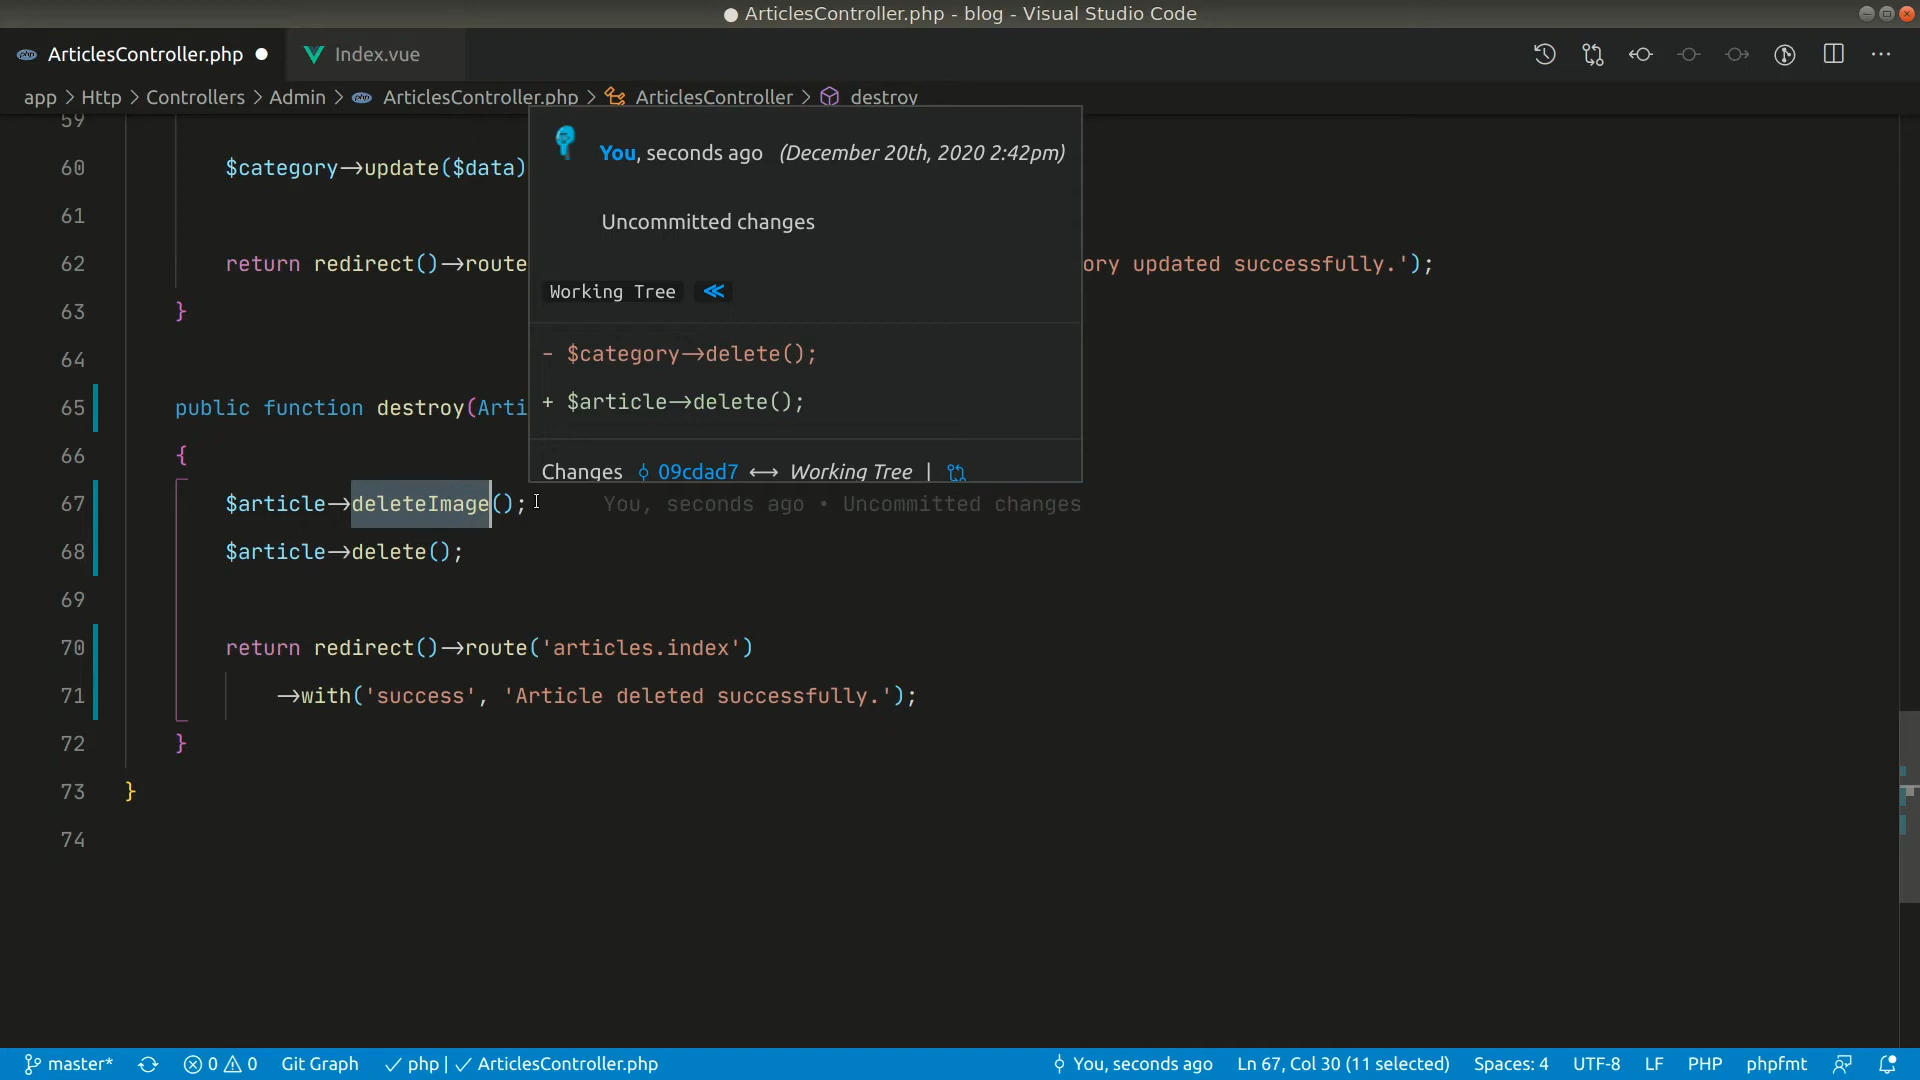 ArticlesController.php - blog - Visual Studio Code
ArticlesController.php Index.vue
app > Http > Controllers > Admin > ArticlesController.php > ArticlesController > destroy
59
You, seconds ago (December 20th, 2020 2:42pm)
60 $category->update($data)
61
Uncommitted changes
62 return redirect()->route ory updated successfully.');
Working Tree
63 }
64
- $category->delete();
+ $article->delete();
65 public function destroy(Arti
66 {
Changes 09cdad7 ⟷ Working Tree |
67 $article->deleteImage(); You, seconds ago • Uncommitted changes
68 $article->delete();
69
70 return redirect()->route('articles.index')
71 ->with('success', 'Article deleted successfully.');
72 }
73 }
74
master* 0 0 Git Graph ✓ php | ✓ ArticlesController.php You, seconds ago Ln 67, Col 30 (11 selected) Spaces: 4 UTF-8 LF PHP phpfmt